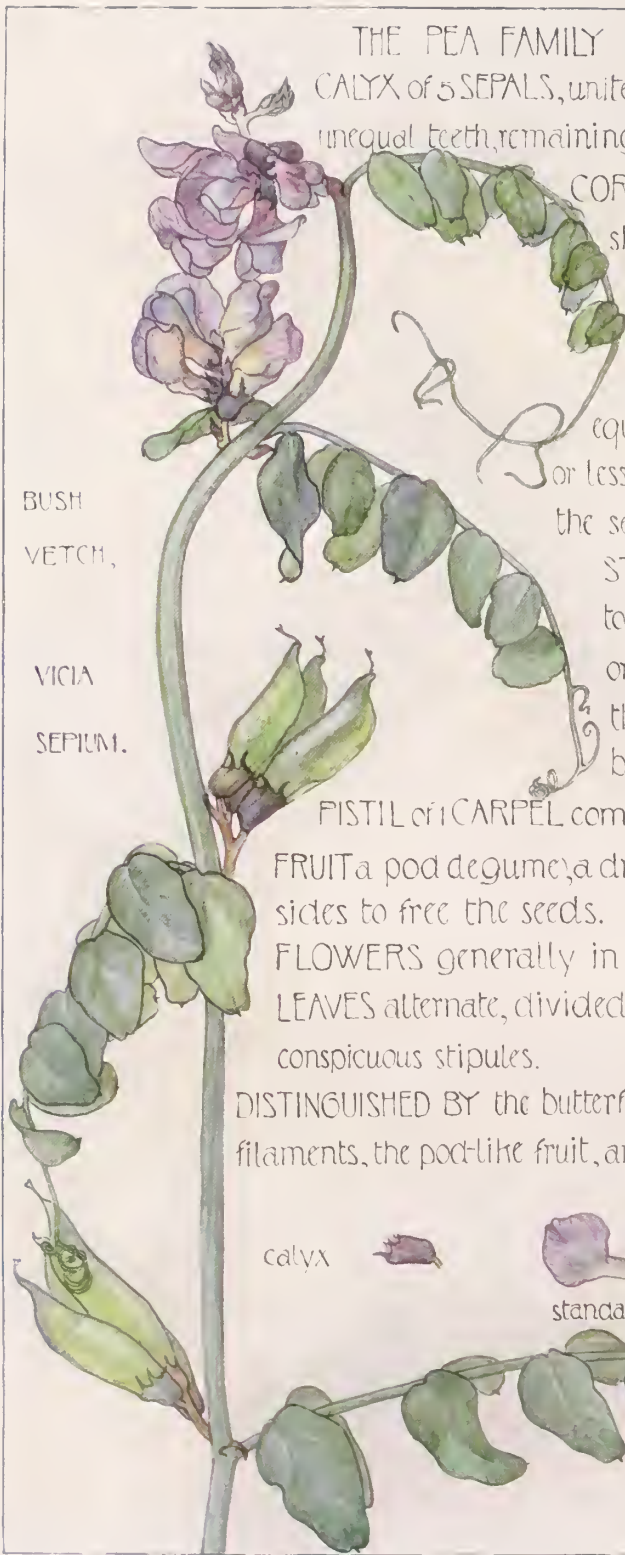 THE PEA FAMILY
CALYX of 5 SEPALS, unite
unequal teeth, remaining
COR
sh
equ
or less
the se
ST
to
or
th
b
BUSH
VETCH,
VICIA
SEPIUM.
PISTIL of 1 CARPEL com
FRUIT a pod degume\, a dr
sides to free the seeds.
FLOWERS generally in
LEAVES alternate, divided
conspicuous stipules.
DISTINGUISHED BY the butterf
filaments, the pod-like fruit, an
calyx
standa